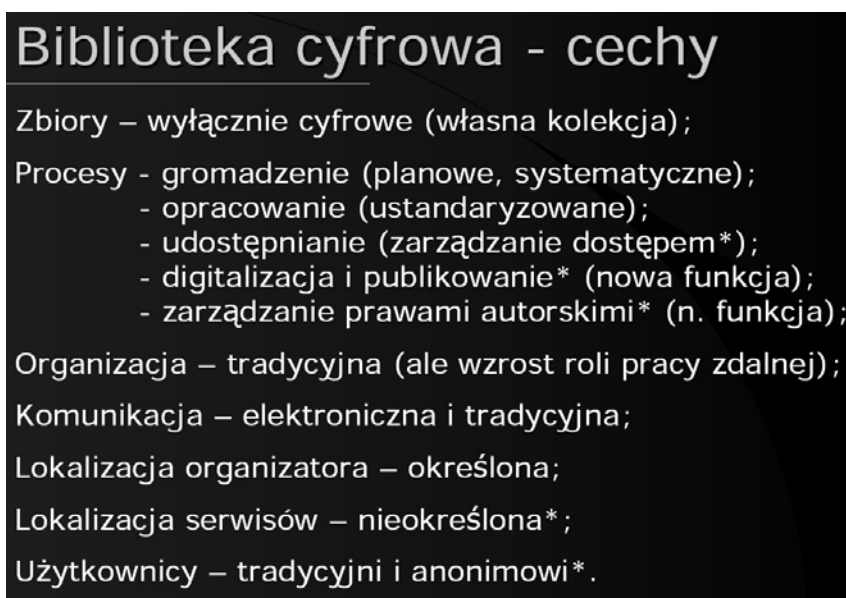 Biblioteka cyfrowa - cechy
Zbiory – wyłącznie cyfrowe (własna kolekcja);
Procesy - gromadzenie (planowe, systematyczne);
- opracowanie (ustandaryzowane);
- udostępnianie (zarządzanie dostępem*);
- digitalizacja i publikowanie* (nowa funkcja);
- zarządzanie prawami autorskimi* (n. funkcja);
Organizacja – tradycyjna (ale wzrost roli pracy zdalnej);
Komunikacja – elektroniczna i tradycyjna;
Lokalizacja organizatora – określona;
Lokalizacja serwisów – nieokreślona*;
Użytkownicy – tradycyjni i anonimowi*.